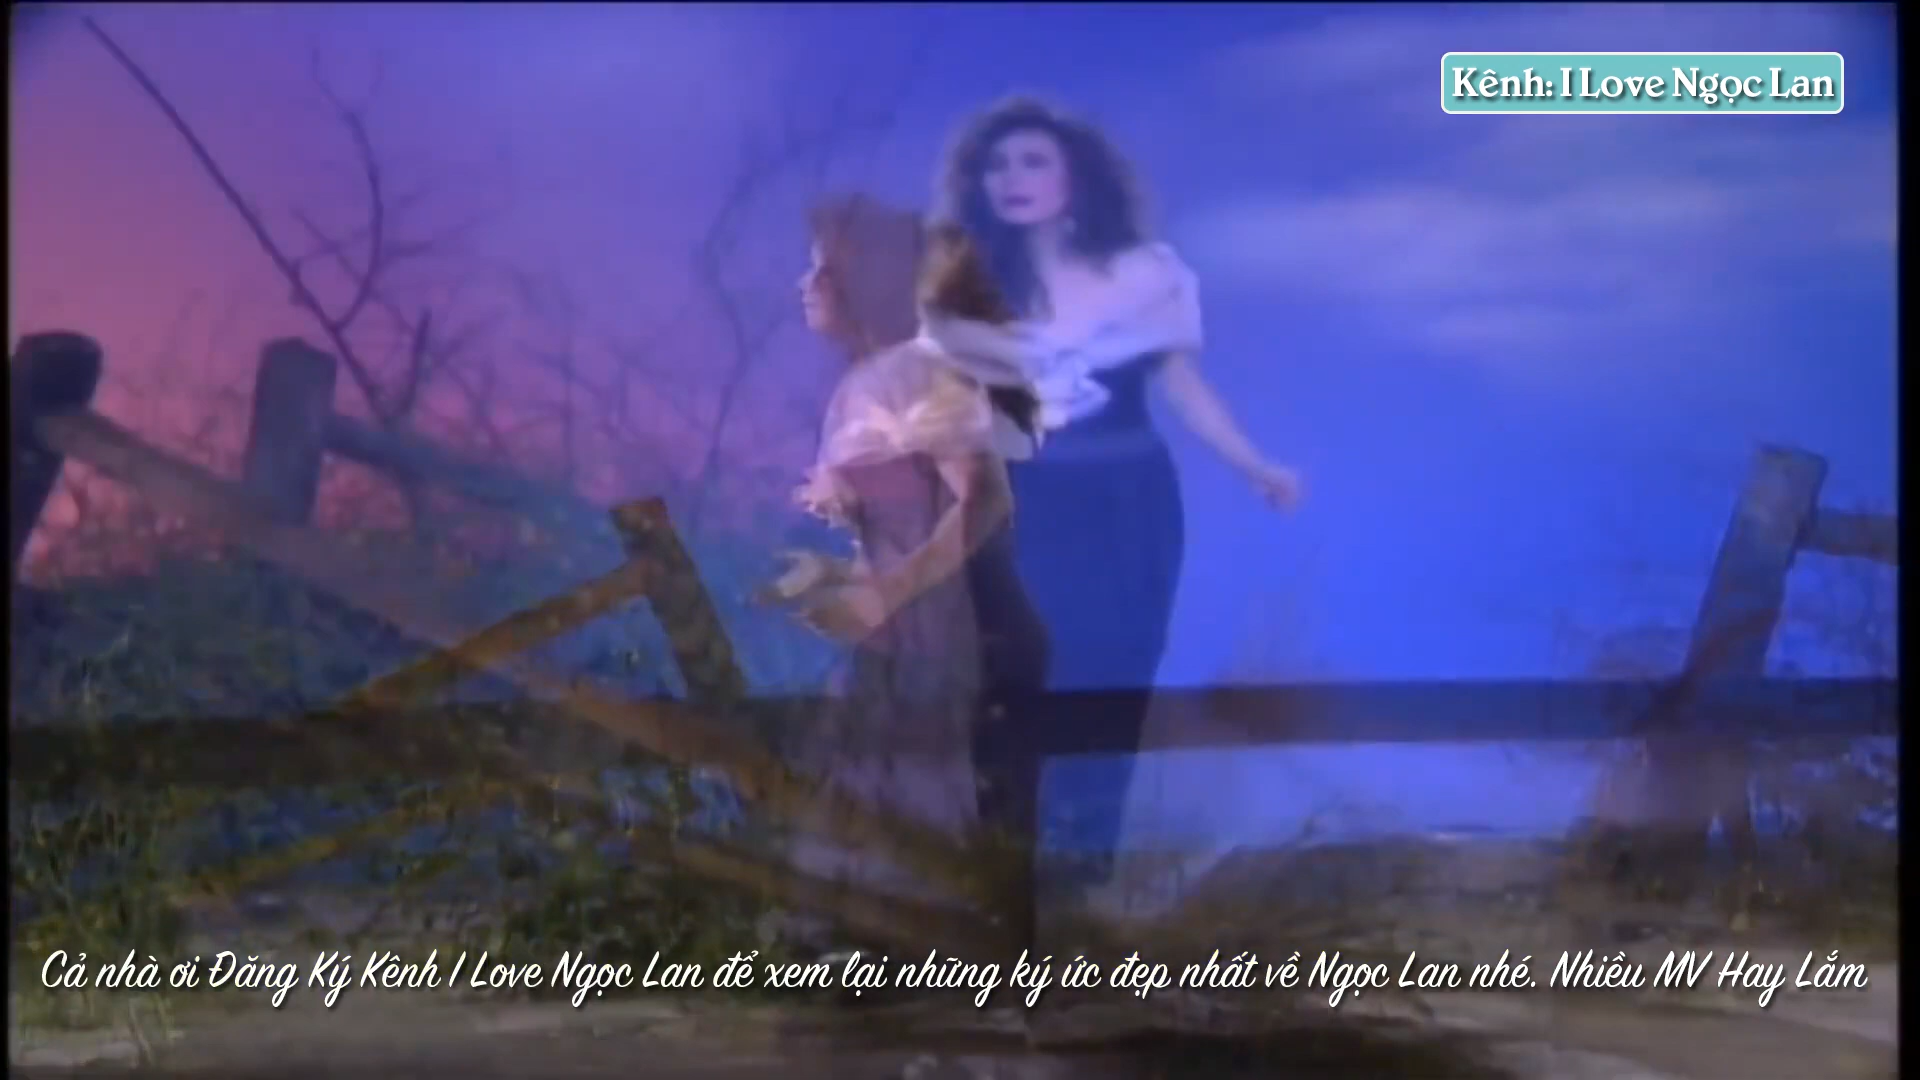 Kênh: I Love Ngọc Lan
Cả nhà ơi Đăng Ký Kênh I Love Ngọc Lan để xem lại những ký ức đẹp nhất về Ngọc Lan nhé. Nhiều MV Hay Lắm